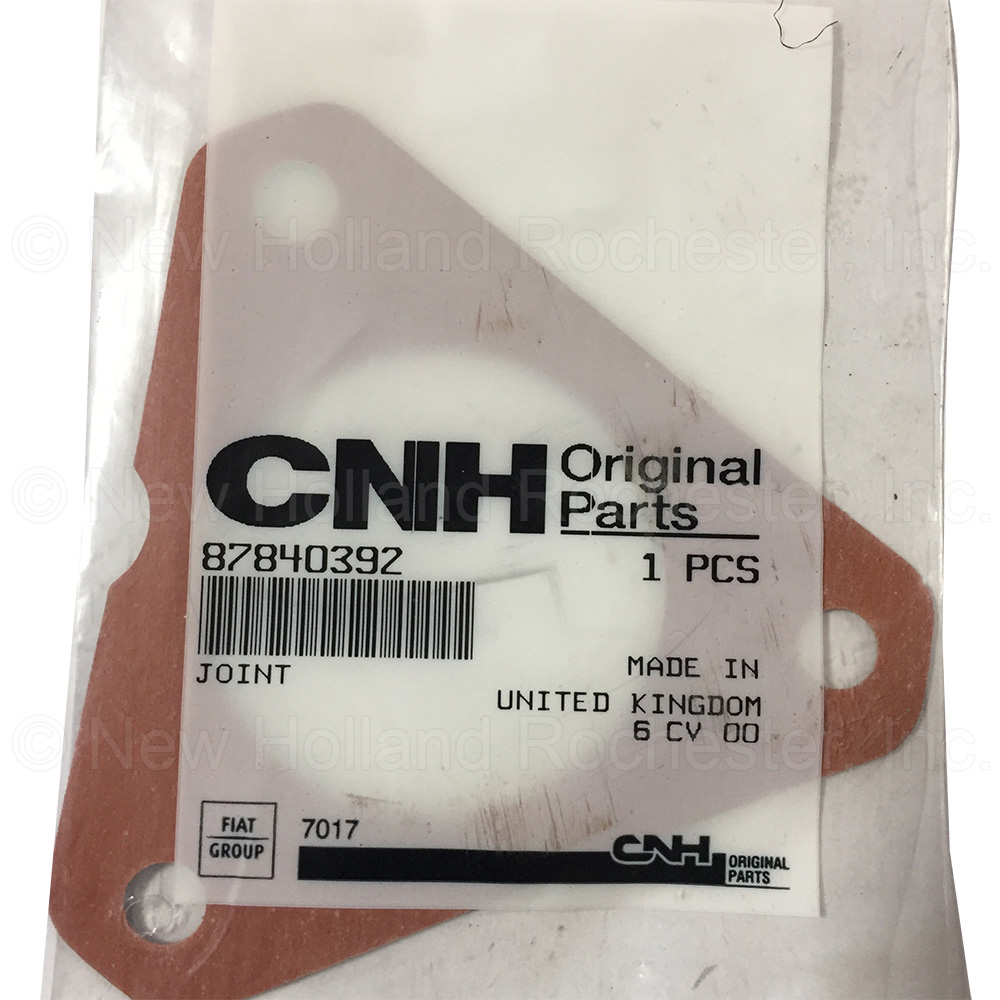 © New Holland Rochester, Inc.
CNH Original Parts
© New Holland Rochester, Inc.
87840392 1 PCS
JOINT
MADE IN
UNITED KINGDOM
6 CV 00
© New Holland Rochester, Inc.
FIAT
GROUP
7017
CNH ORIGINAL
PARTS